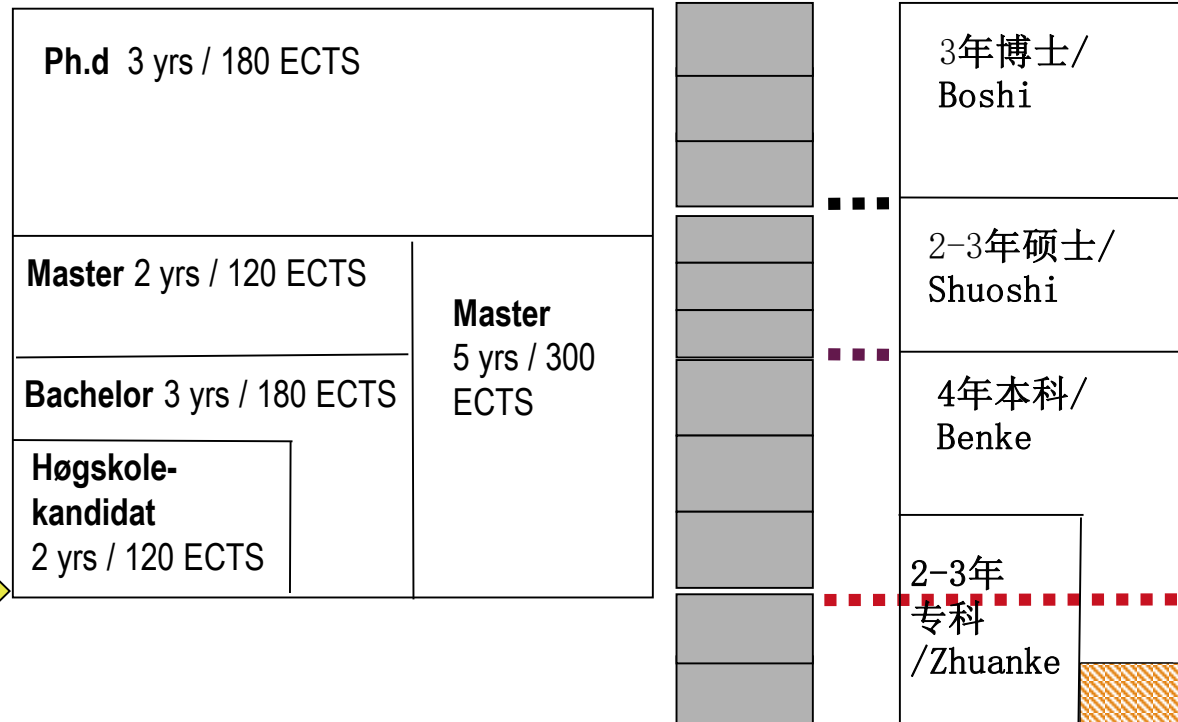 Ph.d 3 yrs / 180 ECTS
Master 2 yrs / 120 ECTS
Master
5 yrs / 300
ECTS
Bachelor 3 yrs / 180 ECTS
Høgskole-
kandidat
2 yrs / 120 ECTS
3年博士/
Boshi
2-3年硕士/
Shuoshi
4年本科/
Benke
2-3年
专科
/Zhuanke